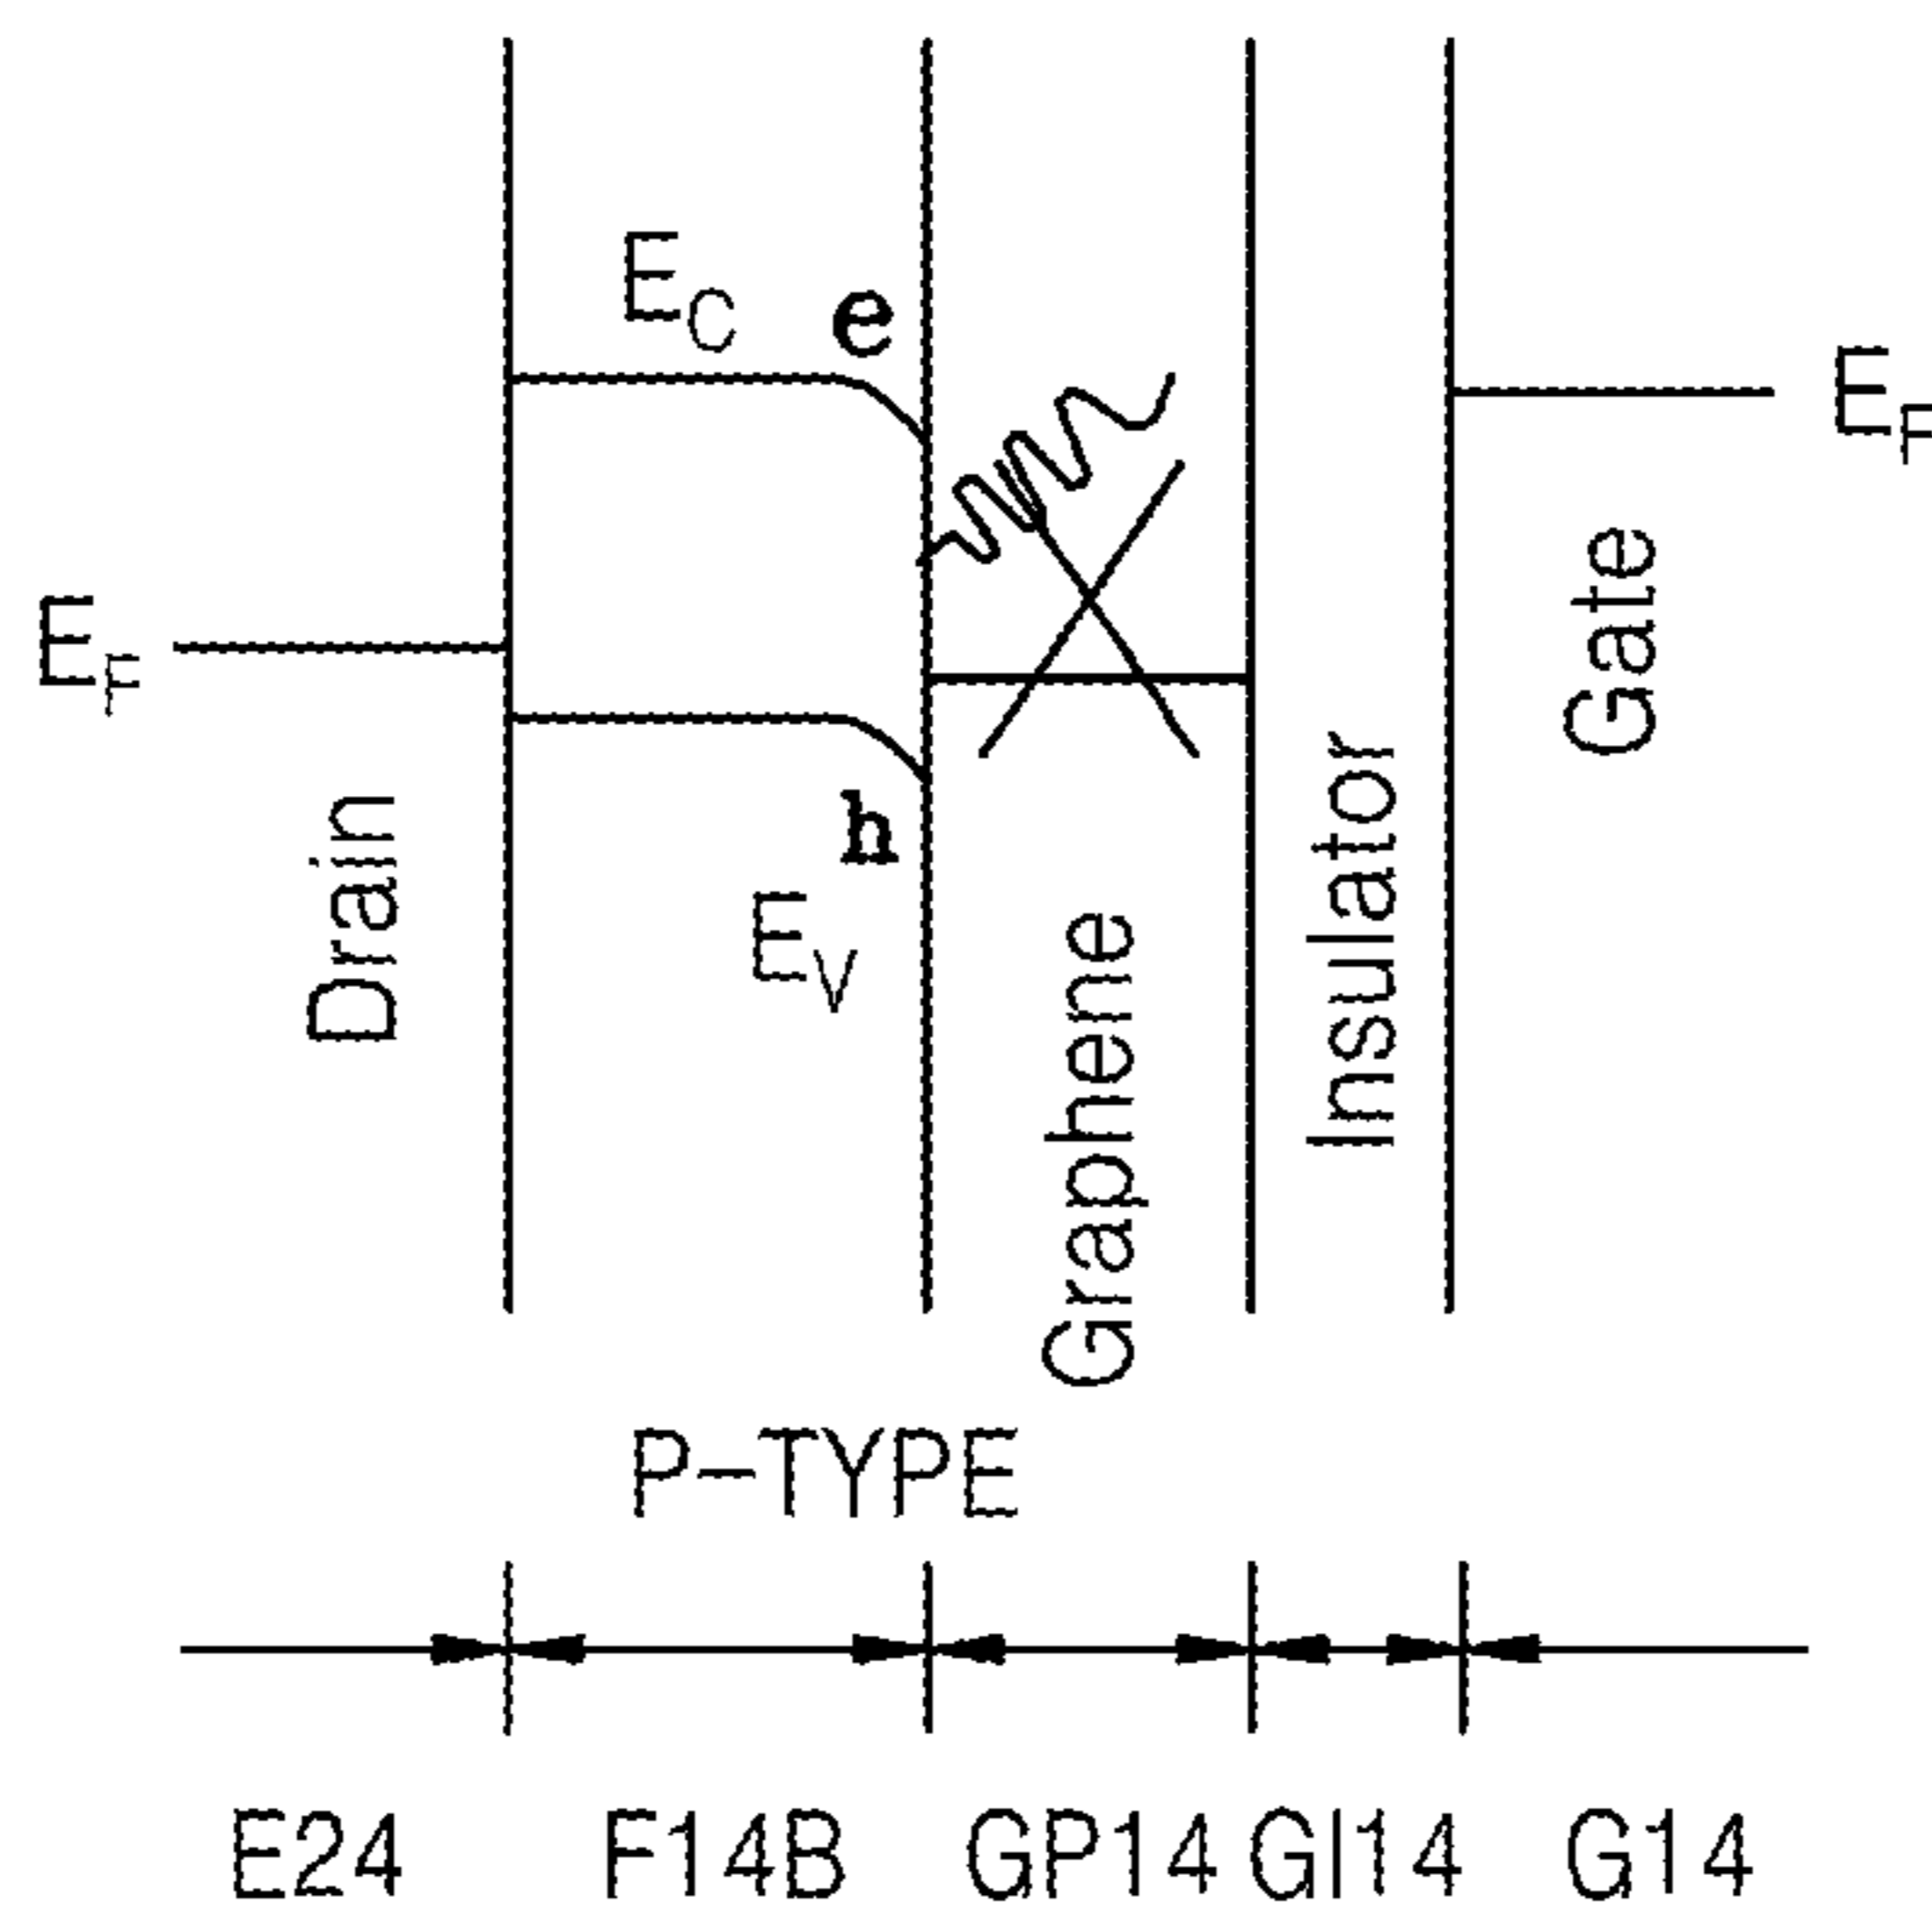 E_C e
E_F
E_F
h
E_V
Drain
Graphene
Insulator
Gate
P-TYPE
E24 F14B GP14 GI14 G14